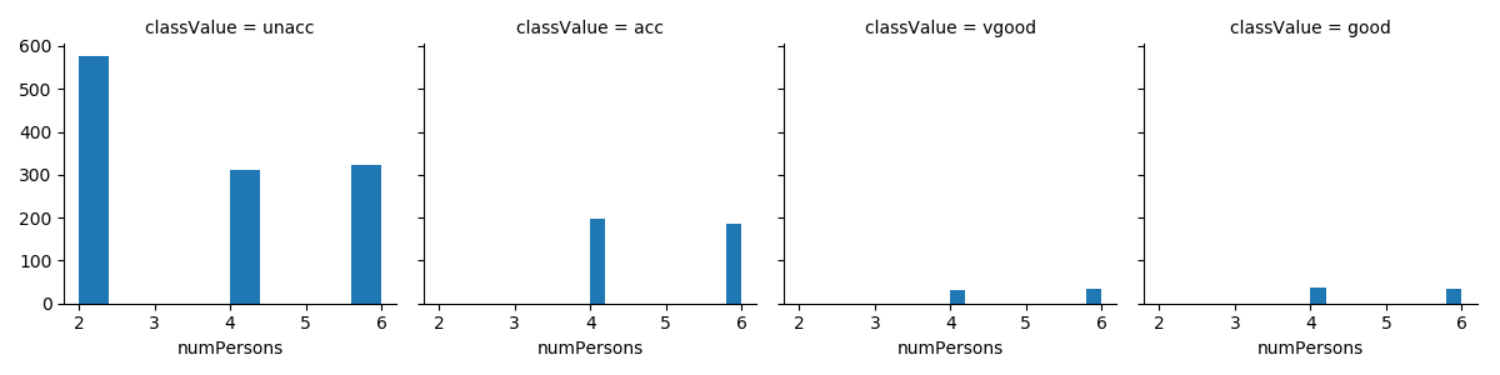 classValue = unacc
classValue = acc
classValue = vgood
classValue = good
600
500
400
300
200
100
0
2 3 4 5 6
2 3 4 5 6
2 3 4 5 6
2 3 4 5 6
numPersons
numPersons
numPersons
numPersons